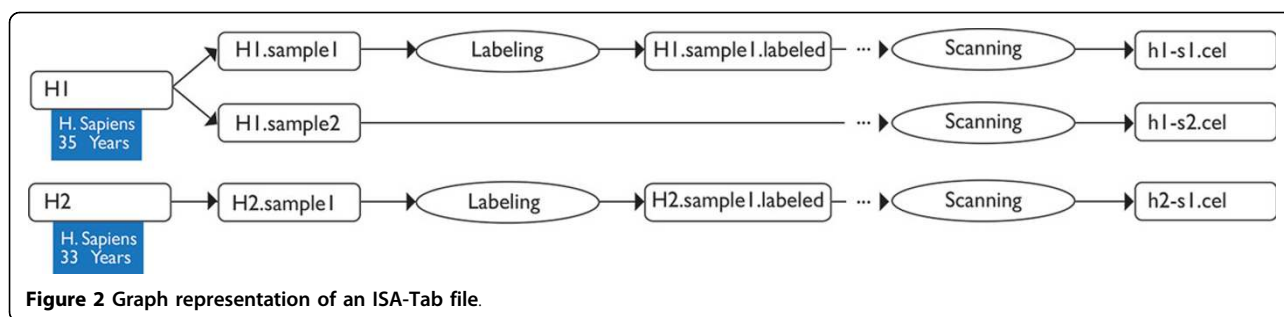 H1.sample1 Labeling H1.sample1.labeled ... Scanning h1-s1.cel
H1
H. Sapiens
35 Years
H1.sample2 ... Scanning h1-s2.cel
H2 H2.sample1 Labeling H2.sample1.labeled ... Scanning h2-s1.cel
H. Sapiens
33 Years
Figure 2 Graph representation of an ISA-Tab file.